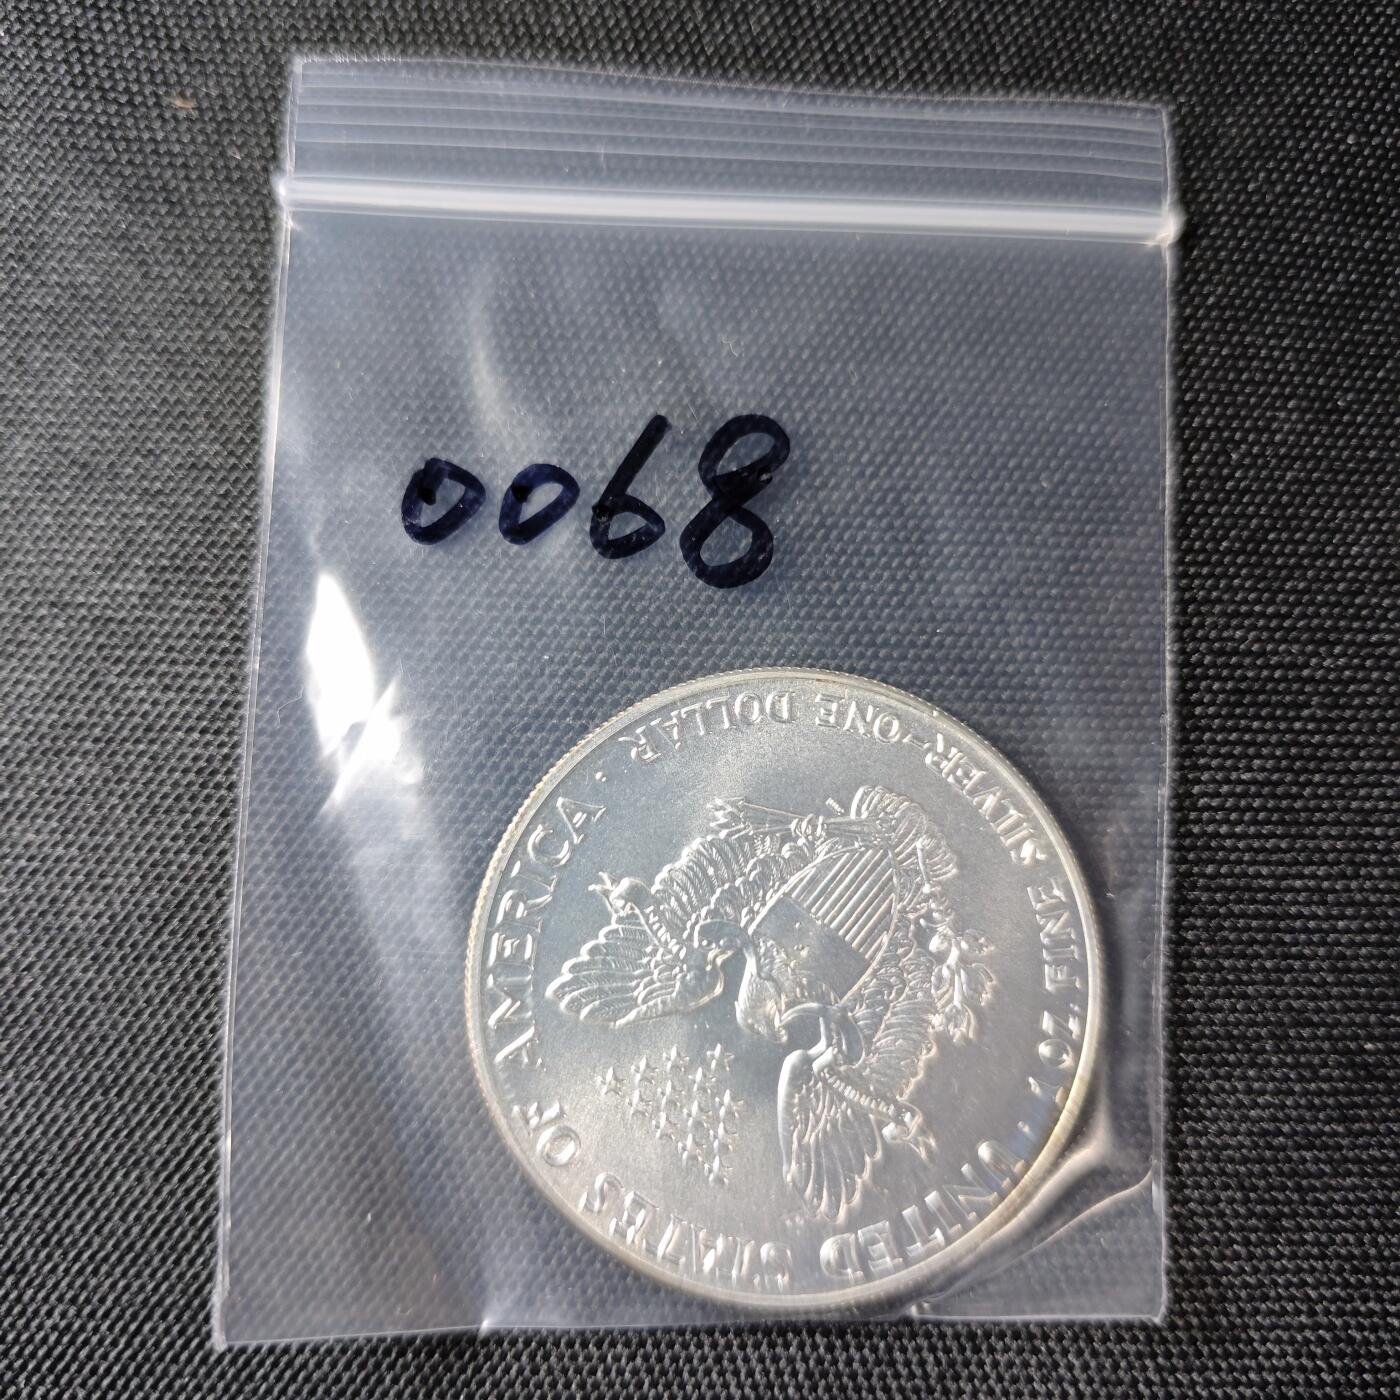 0068
UNITED STATES OF AMERICA
1 OZ. FINE SILVER-ONE DOLLAR